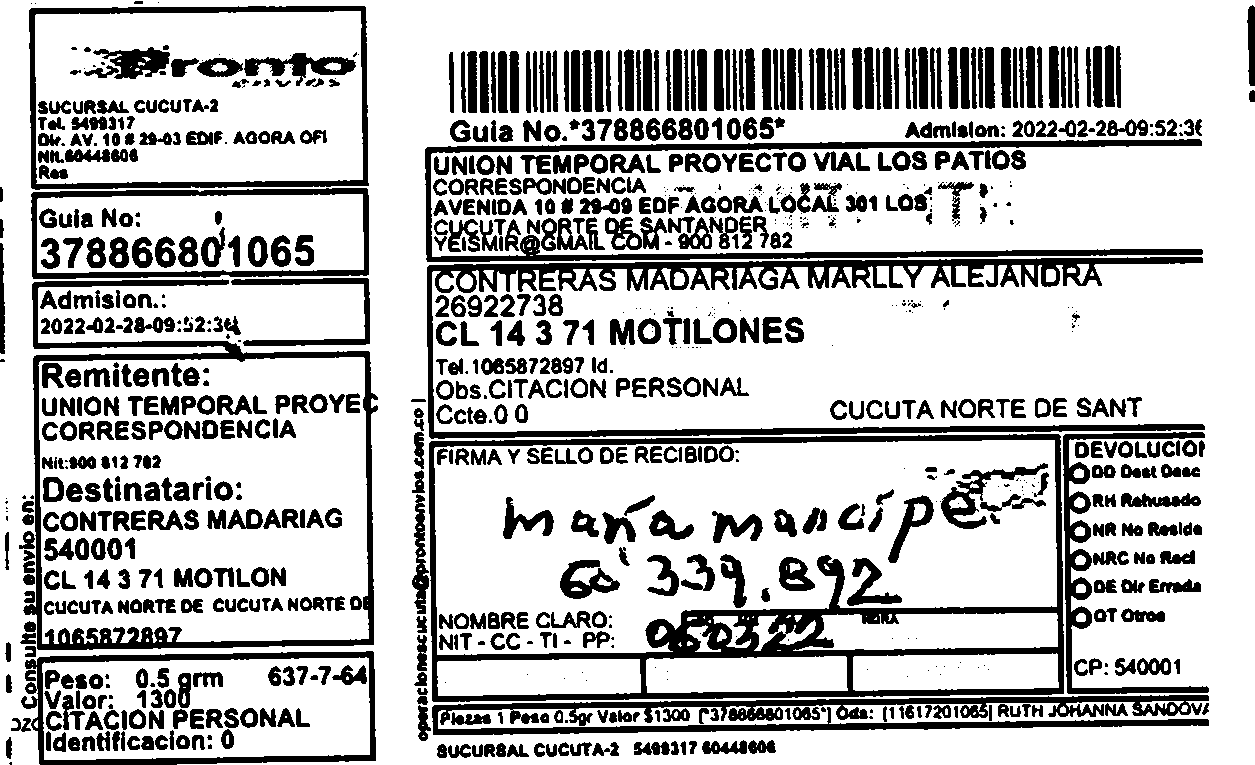 Pronto
envios
SUCURSAL CUCUTA-2
Tel. 5499317
Dir. AV. 10 # 29-03 EDIF. AGORA OFI
Nit.60448606
Res
Guia No:
378866801065
Admision.:
2022-02-28-09:52:36
Remitente:
UNION TEMPORAL PROYEC
CORRESPONDENCIA
Nit:900 812 782
Destinatario:
CONTRERAS MADARIAG
540001
CL 14 3 71 MOTILON
CUCUTA NORTE DE CUCUTA NORTE DE
1065872897
Peso: 0.5 grm 637-7-64
Valor: 1300
CITACION PERSONAL
Identificacion: 0
Consulte su envio en:
operacionescucuta@prontoenvios.com.co |
Guia No.*378866801065*
Admision: 2022-02-28-09:52:36
UNION TEMPORAL PROYECTO VIAL LOS PATIOS
CORRESPONDENCIA
AVENIDA 10 # 29-09 EDF AGORA LOCAL 301 LOS
CUCUTA NORTE DE SANTANDER
YEISMIR@GMAIL COM - 900 812 782
CONTRERAS MADARIAGA MARLLY ALEJANDRA
26922738
CL 14 3 71 MOTILONES
Tel.1065872897 Id.
Obs.CITACION PERSONAL
Ccte.0 0
CUCUTA NORTE DE SANT
FIRMA Y SELLO DE RECIBIDO:
maria mancipe
60 339.892
NOMBRE CLARO:
NIT - CC - TI - PP:
060322
HORA
DEVOLUCION
DD Dest Desc
RH Rehusado
NR No Reside
NRC No Recl
DE Dir Errada
OT Otros
CP: 540001
Piezas 1 Peso 0.5gr Valor $1300 [*378866801065*] Oda: [11617201065] RUTH JOHANNA SANDOVA
SUCURSAL CUCUTA-2 5499317 60448606